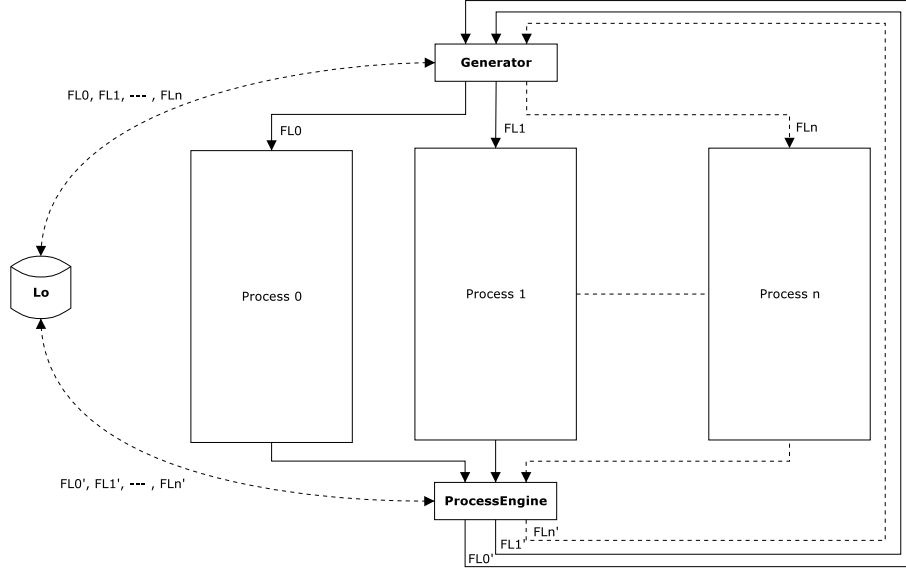 Generator
FL0, FL1, --- , FLn
FL0
FL1
FLn
Process 0
Process 1
Process n
Lo
FL0', FL1', --- , FLn'
ProcessEngine
FLn'
FL1'
FL0'